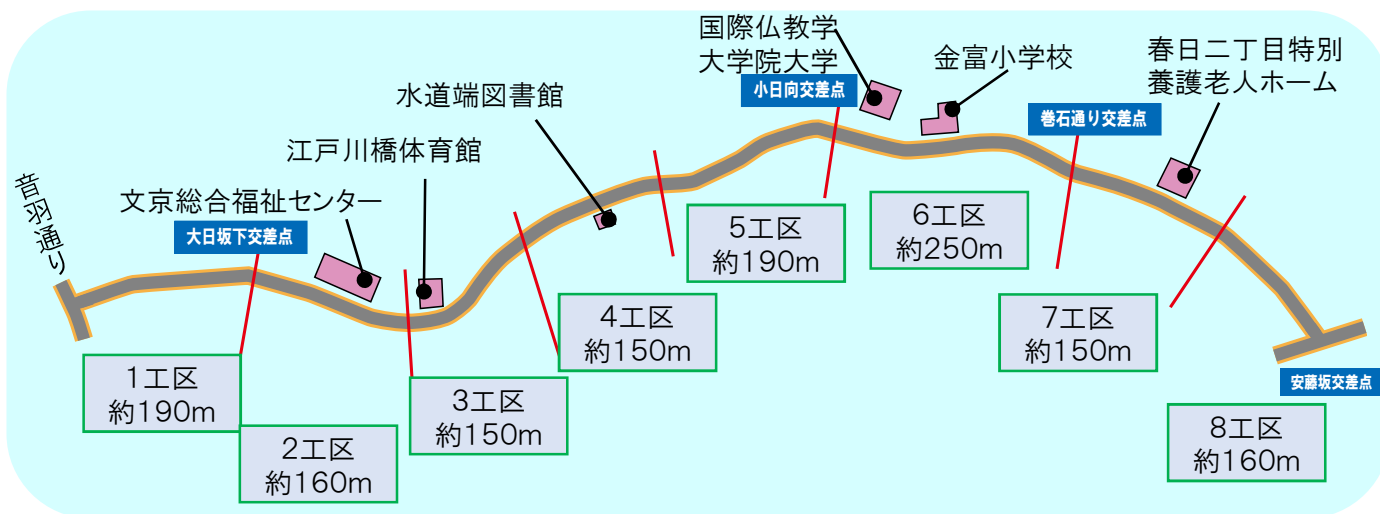 音羽通り
文京総合福祉センター
大日坂下交差点
江戸川橋体育館
水道端図書館
国際仏教学
大学院大学
小日向交差点
金富小学校
巻石通り交差点
春日二丁目特別
養護老人ホーム
安藤坂交差点
1工区
約190m
2工区
約160m
3工区
約150m
4工区
約150m
5工区
約190m
6工区
約250m
7工区
約150m
8工区
約160m